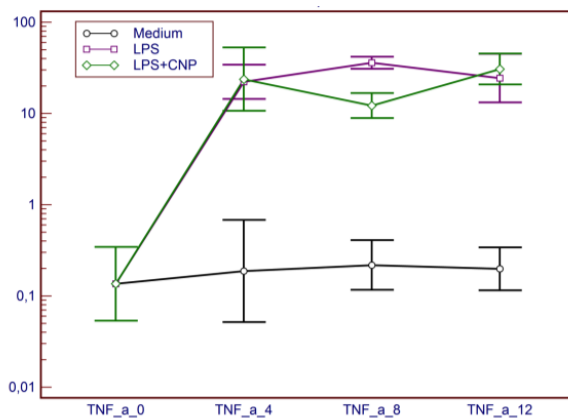 100
Medium
LPS
LPS+CNP
10
1
0,1
0,01
TNF_a_0 TNF_a_4 TNF_a_8 TNF_a_12